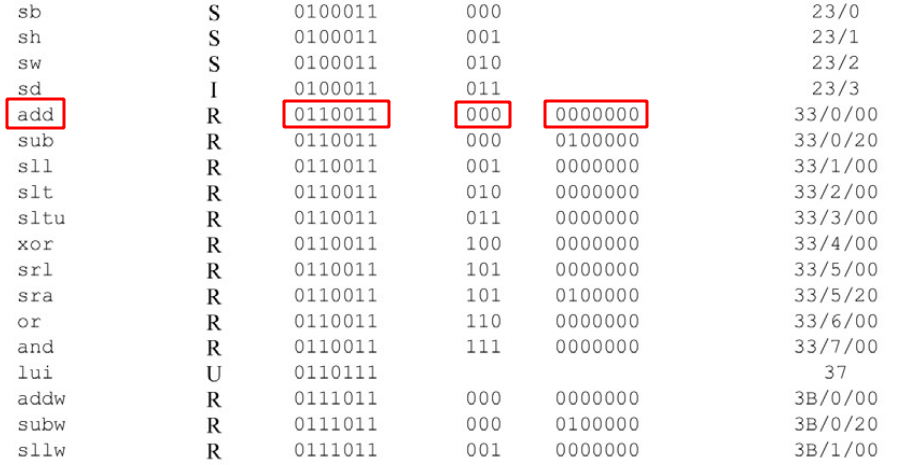 sb S 0100011 000 23/0
sh S 0100011 001 23/1
sw S 0100011 010 23/2
sd I 0100011 011 23/3
add R 0110011 000 0000000 33/0/00
sub R 0110011 000 0100000 33/0/20
sll R 0110011 001 0000000 33/1/00
slt R 0110011 010 0000000 33/2/00
sltu R 0110011 011 0000000 33/3/00
xor R 0110011 100 0000000 33/4/00
srl R 0110011 101 0000000 33/5/00
sra R 0110011 101 0100000 33/5/20
or R 0110011 110 0000000 33/6/00
and R 0110011 111 0000000 33/7/00
lui U 0110111 37
addw R 0111011 000 0000000 3B/0/00
subw R 0111011 000 0100000 3B/0/20
sllw R 0111011 001 0000000 3B/1/00